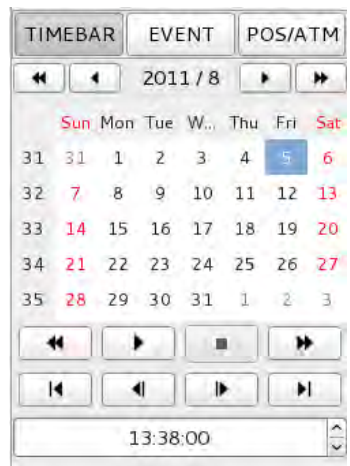 TIMEBAR EVENT POS/ATM
2011 / 8
Sun Mon Tue W... Thu Fri Sat
31 31 1 2 3 4 5 6
32 7 8 9 10 11 12 13
33 14 15 16 17 18 19 20
34 21 22 23 24 25 26 27
35 28 29 30 31 1 2 3
13:38:00